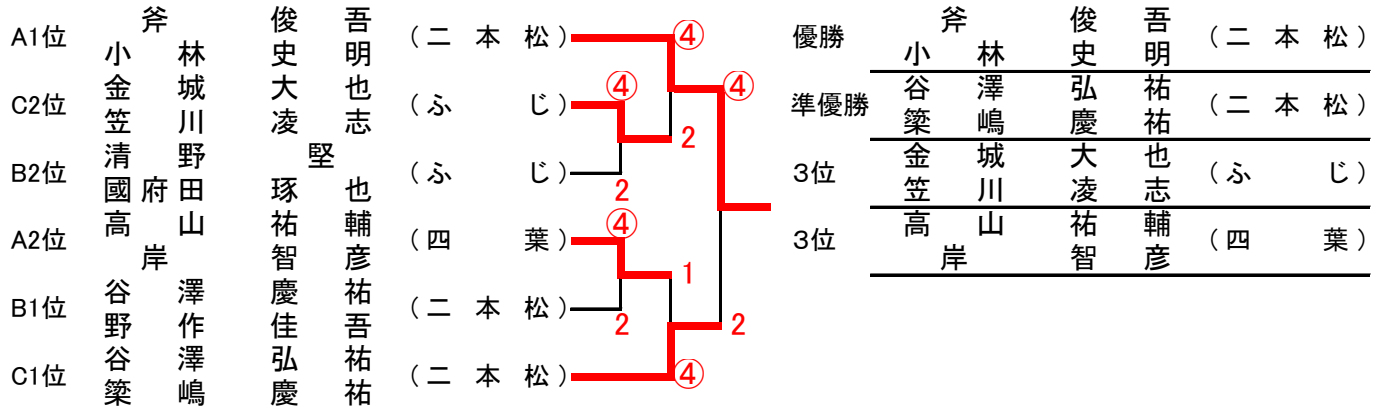 A1位 斧 俊吾 小林 史明 (二本松) ④
C2位 金城 大也 笠川 凌志 (ふじ) ④ 2
B2位 清野 堅 國府田 琢也 (ふじ) 2
④
A2位 高山 祐輔 岸 智彦 (四葉) ④ 1
B1位 谷澤 慶祐 野作 佳吾 (二本松) 2
2
C1位 谷澤 弘祐 簗嶋 慶祐 (二本松) ④
優勝 斧 俊吾 小林 史明 (二本松)
準優勝 谷澤 弘祐 簗嶋 慶祐 (二本松)
3位 金城 大也 笠川 凌志 (ふじ)
3位 高山 祐輔 岸 智彦 (四葉)